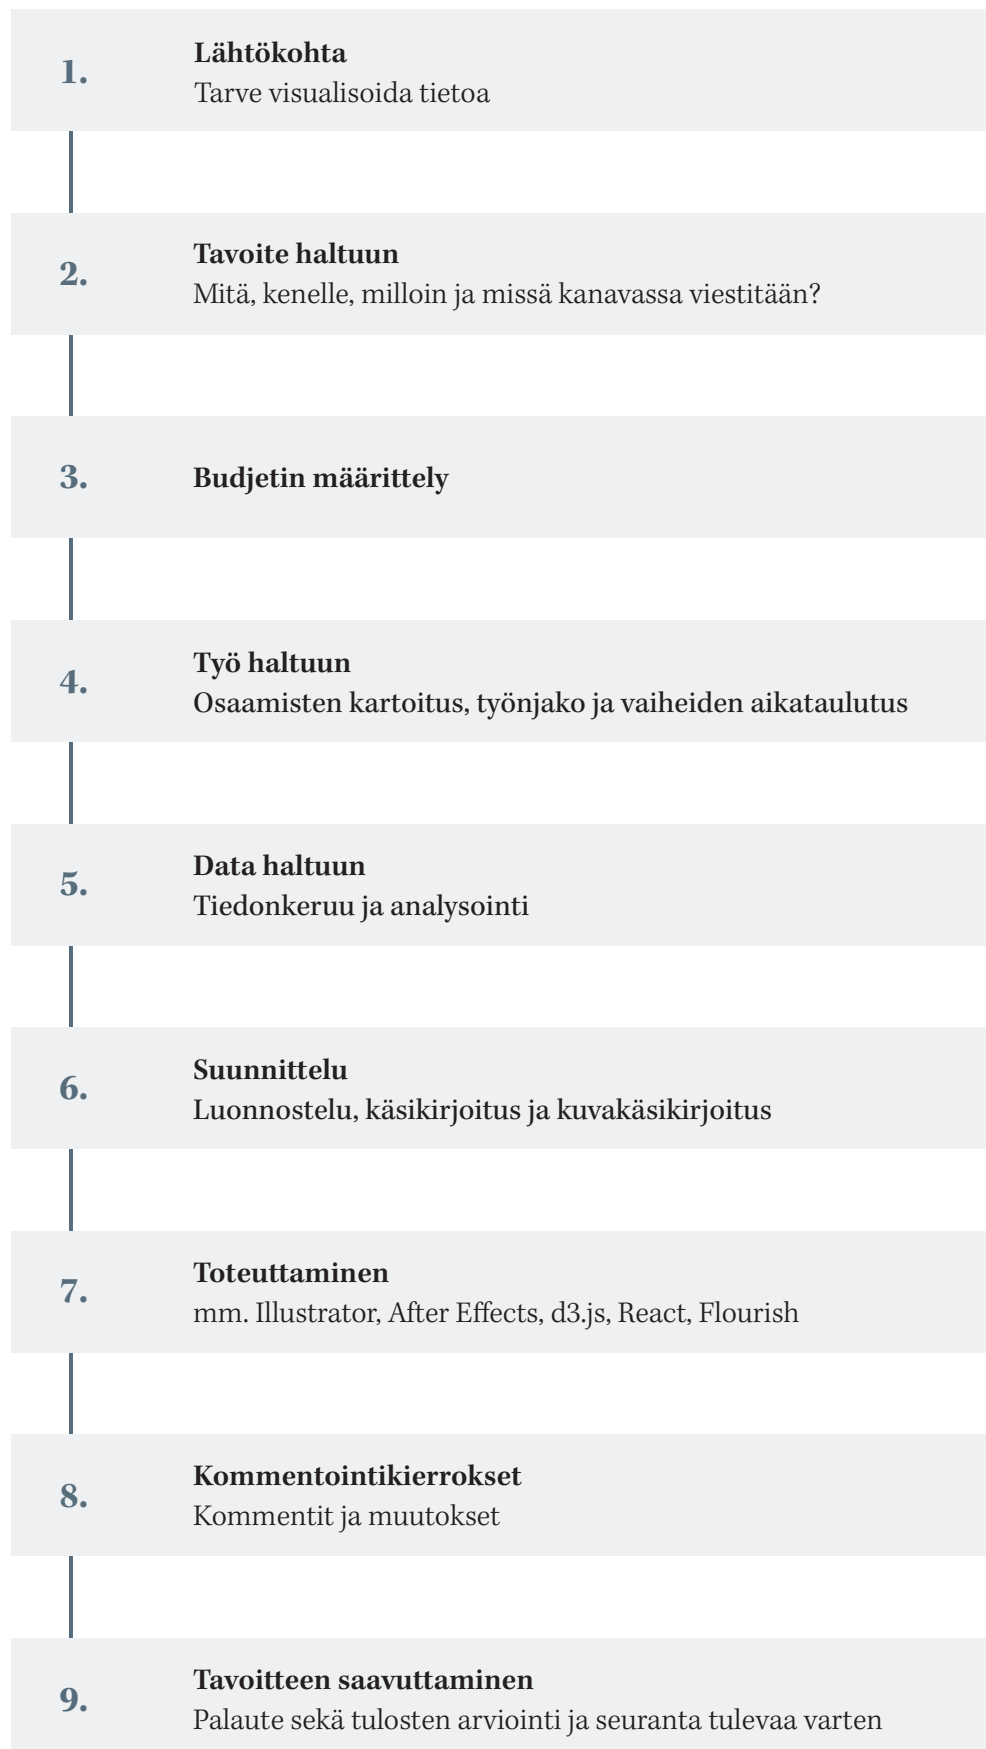 1.
Lähtökohta
Tarve visualisoida tietoa
2.
Tavoite haltuun
Mitä, kenelle, milloin ja missä kanavassa viestitään?
3.
Budjetin määrittely
4.
Työ haltuun
Osaamisten kartoitus, työnjako ja vaiheiden aikataulutus
5.
Data haltuun
Tiedonkeruu ja analysointi
6.
Suunnittelu
Luonnostelu, käsikirjoitus ja kuvakäsikirjoitus
7.
Toteuttaminen
mm. Illustrator, After Effects, d3.js, React, Flourish
8.
Kommentointikierrokset
Kommentit ja muutokset
9.
Tavoitteen saavuttaminen
Palaute sekä tulosten arviointi ja seuranta tulevaa varten